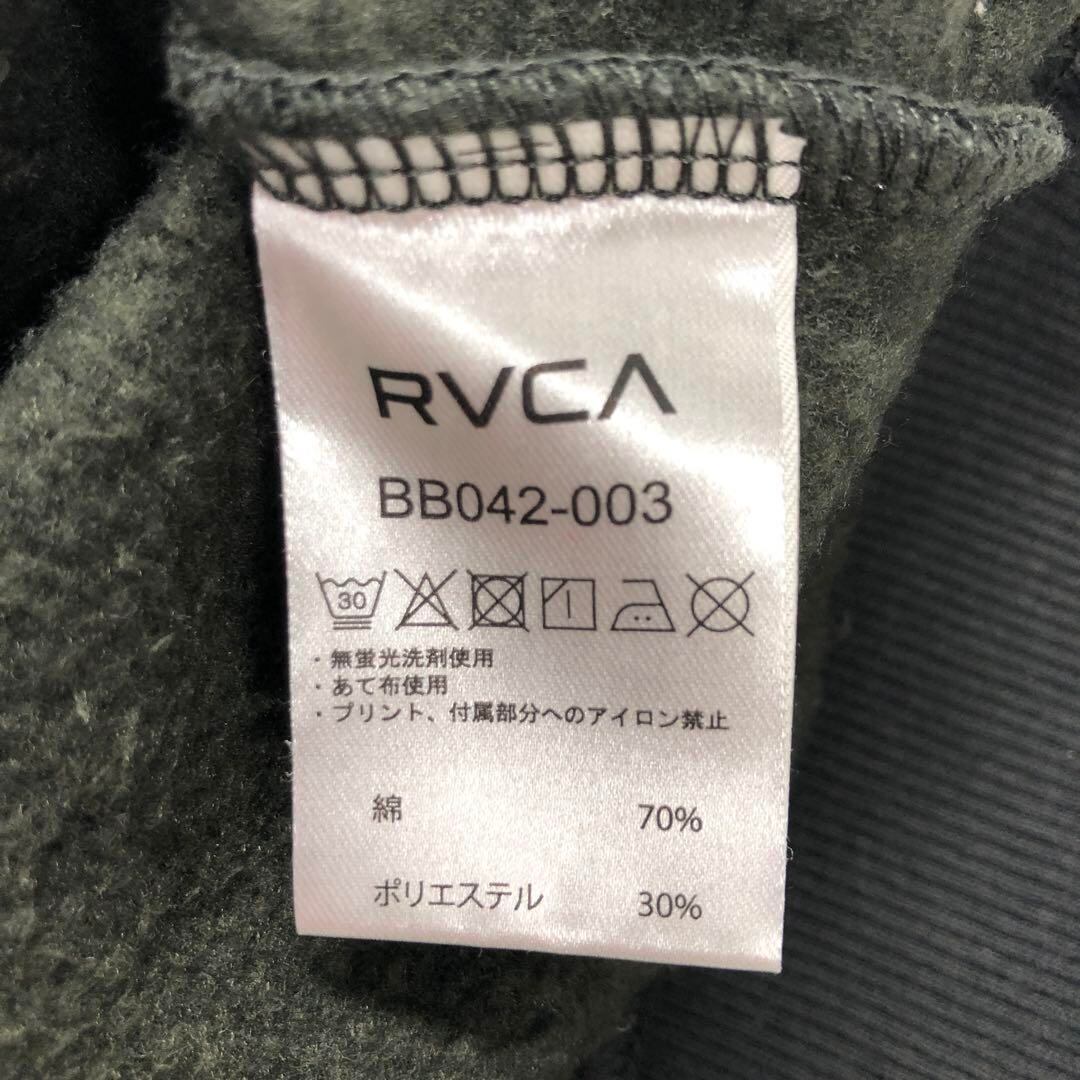 RVCA
BB042-003
30
・無蛍光洗剤使用
・あて布使用
・プリント、付属部分へのアイロン禁止
綿 70%
ポリエステル 30%